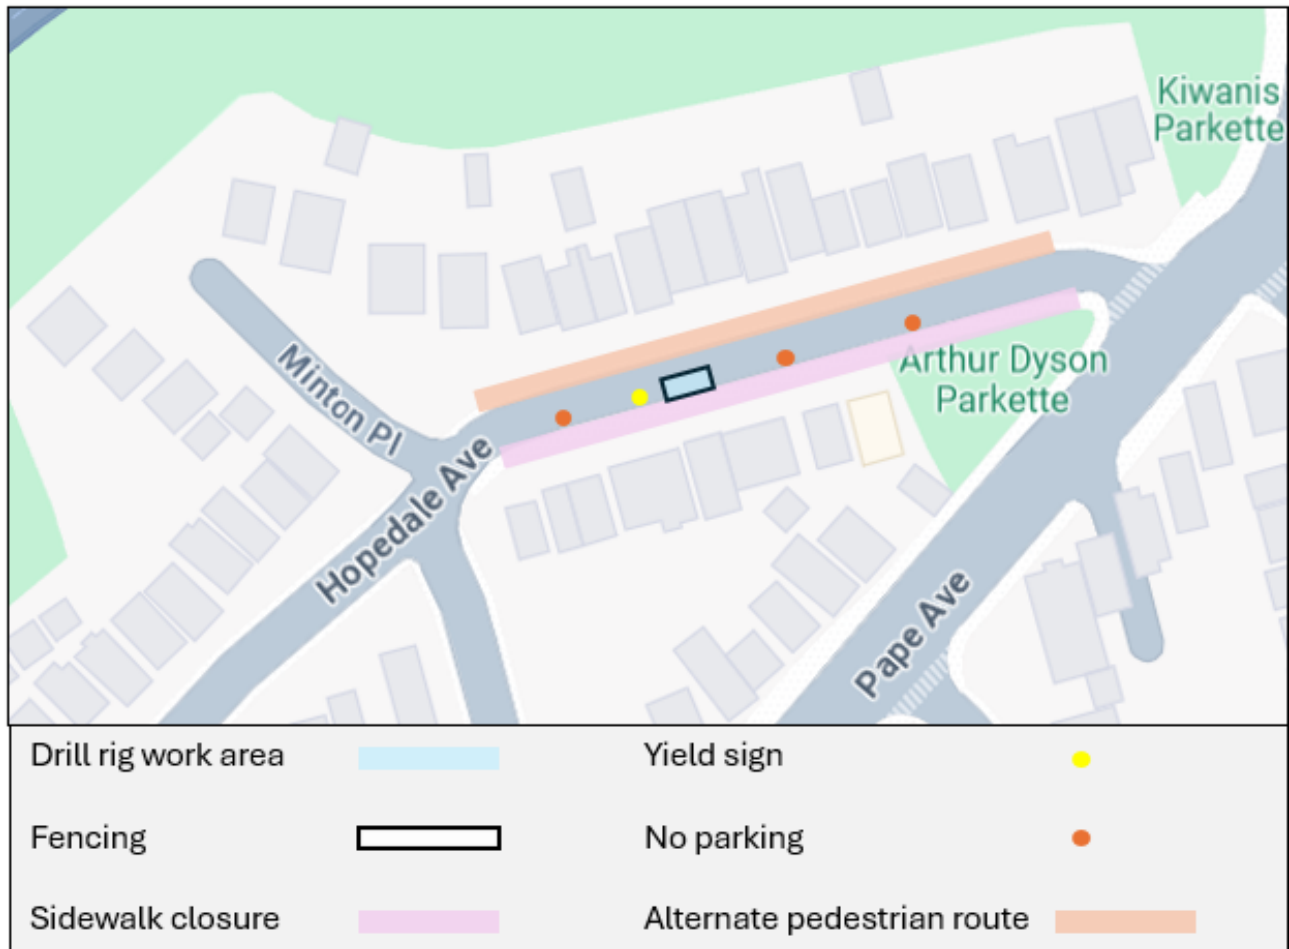 Kiwanis
Parkette
Minton Pl
Arthur Dyson
Parkette
Hopedale Ave
Pape Ave
Drill rig work area
Yield sign
Fencing
No parking
Sidewalk closure
Alternate pedestrian route